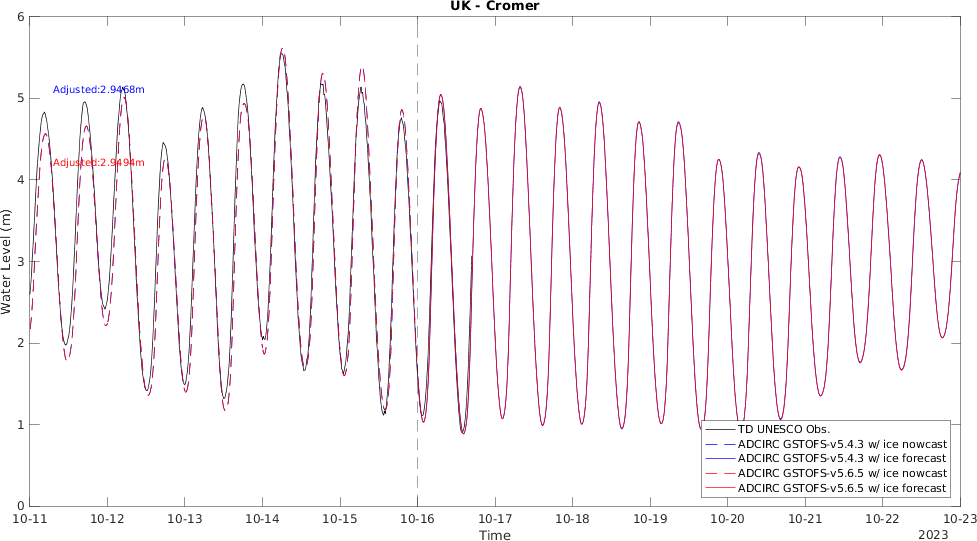 UK - Cromer
6
5
4
3
2
1
0
Water Level (m)
Adjusted:2.9468m
Adjusted:2.9494m
TD UNESCO Obs.
ADCIRC GSTOFS-v5.4.3 w/ ice nowcast
ADCIRC GSTOFS-v5.4.3 w/ ice forecast
ADCIRC GSTOFS-v5.6.5 w/ ice nowcast
ADCIRC GSTOFS-v5.6.5 w/ ice forecast
10-11 10-12 10-13 10-14 10-15 10-16 10-17 10-18 10-19 10-20 10-21 10-22 10-23
Time
2023